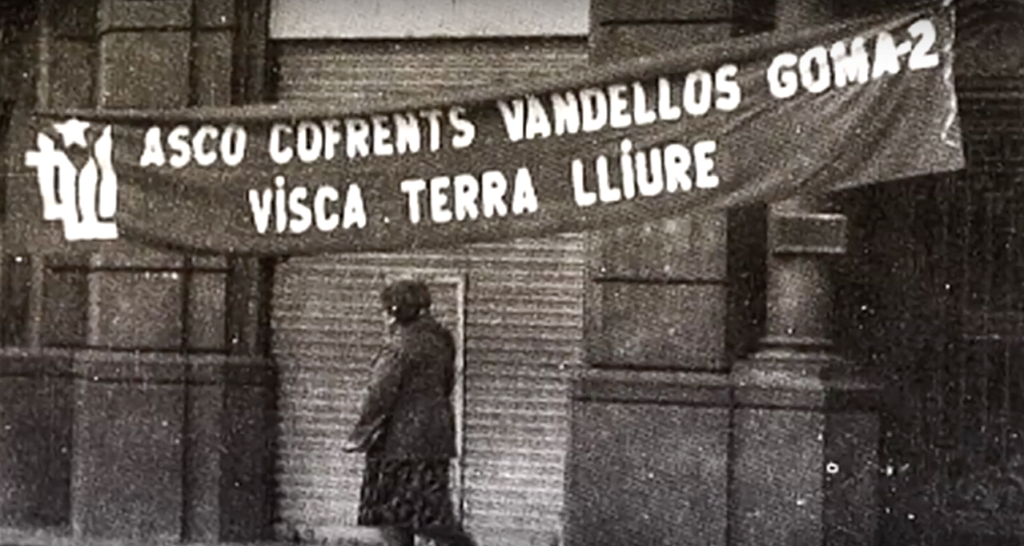 ASCO COFRENTS VANDELLOS GOMA-2
VISCA. TERRA LLIURE